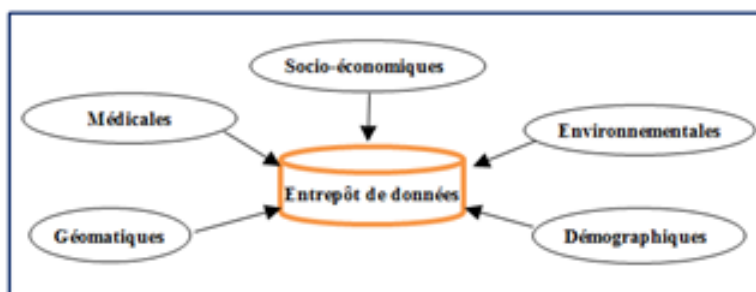 Socio-économiques
Médicales
Environnementales
Entrepôt de données
Géomatiques
Démographiques